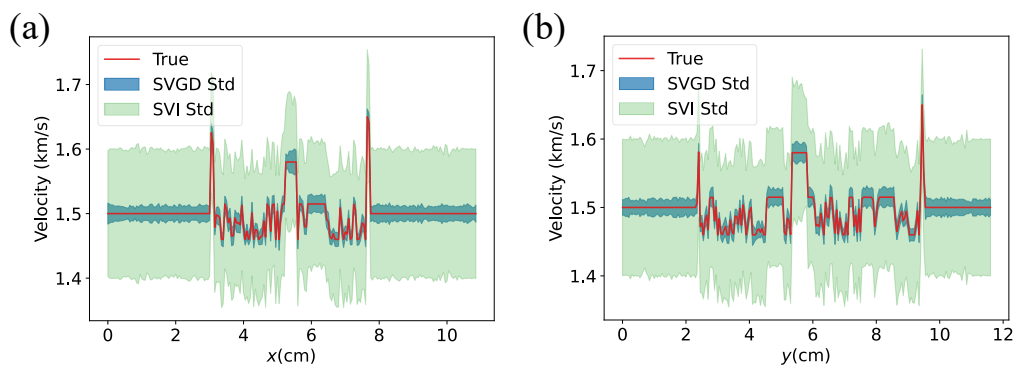 (a)
True
SVGD Std
SVI Std
Velocity (km/s)
1.7
1.6
1.5
1.4
0 2 4 6 8 10
x(cm)
(b)
True
SVGD Std
SVI Std
Velocity (km/s)
1.7
1.6
1.5
1.4
0 2 4 6 8 10 12
y(cm)